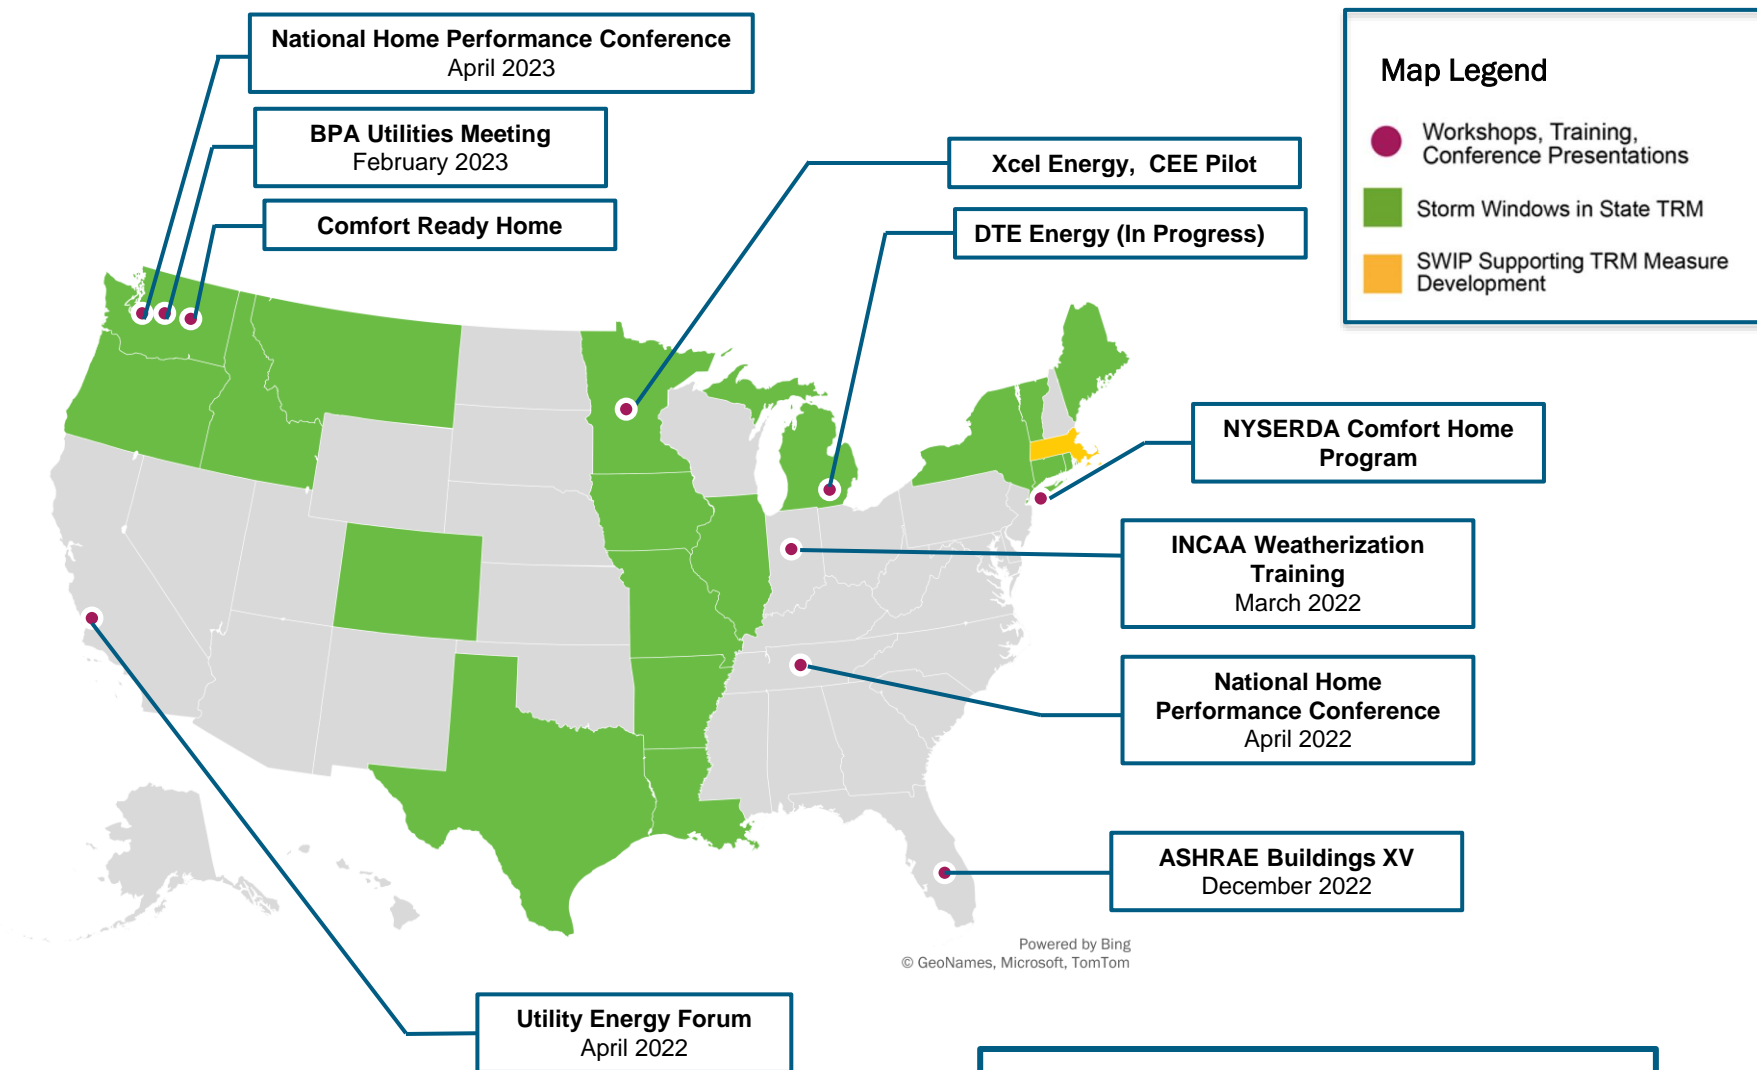 National Home Performance Conference
April 2023
BPA Utilities Meeting
February 2023
Comfort Ready Home
Xcel Energy,  CEE Pilot
DTE Energy (In Progress)
Map Legend
Workshops, Training,
Conference Presentations
Storm Windows in State TRM
SWIP Supporting TRM Measure
Development
NYSERDA Comfort Home
Program
INCAA Weatherization
Training
March 2022
National Home
Performance Conference
April 2022
ASHRAE Buildings XV
December 2022
Powered by Bing
© GeoNames, Microsoft, TomTom
Utility Energy Forum
April 2022